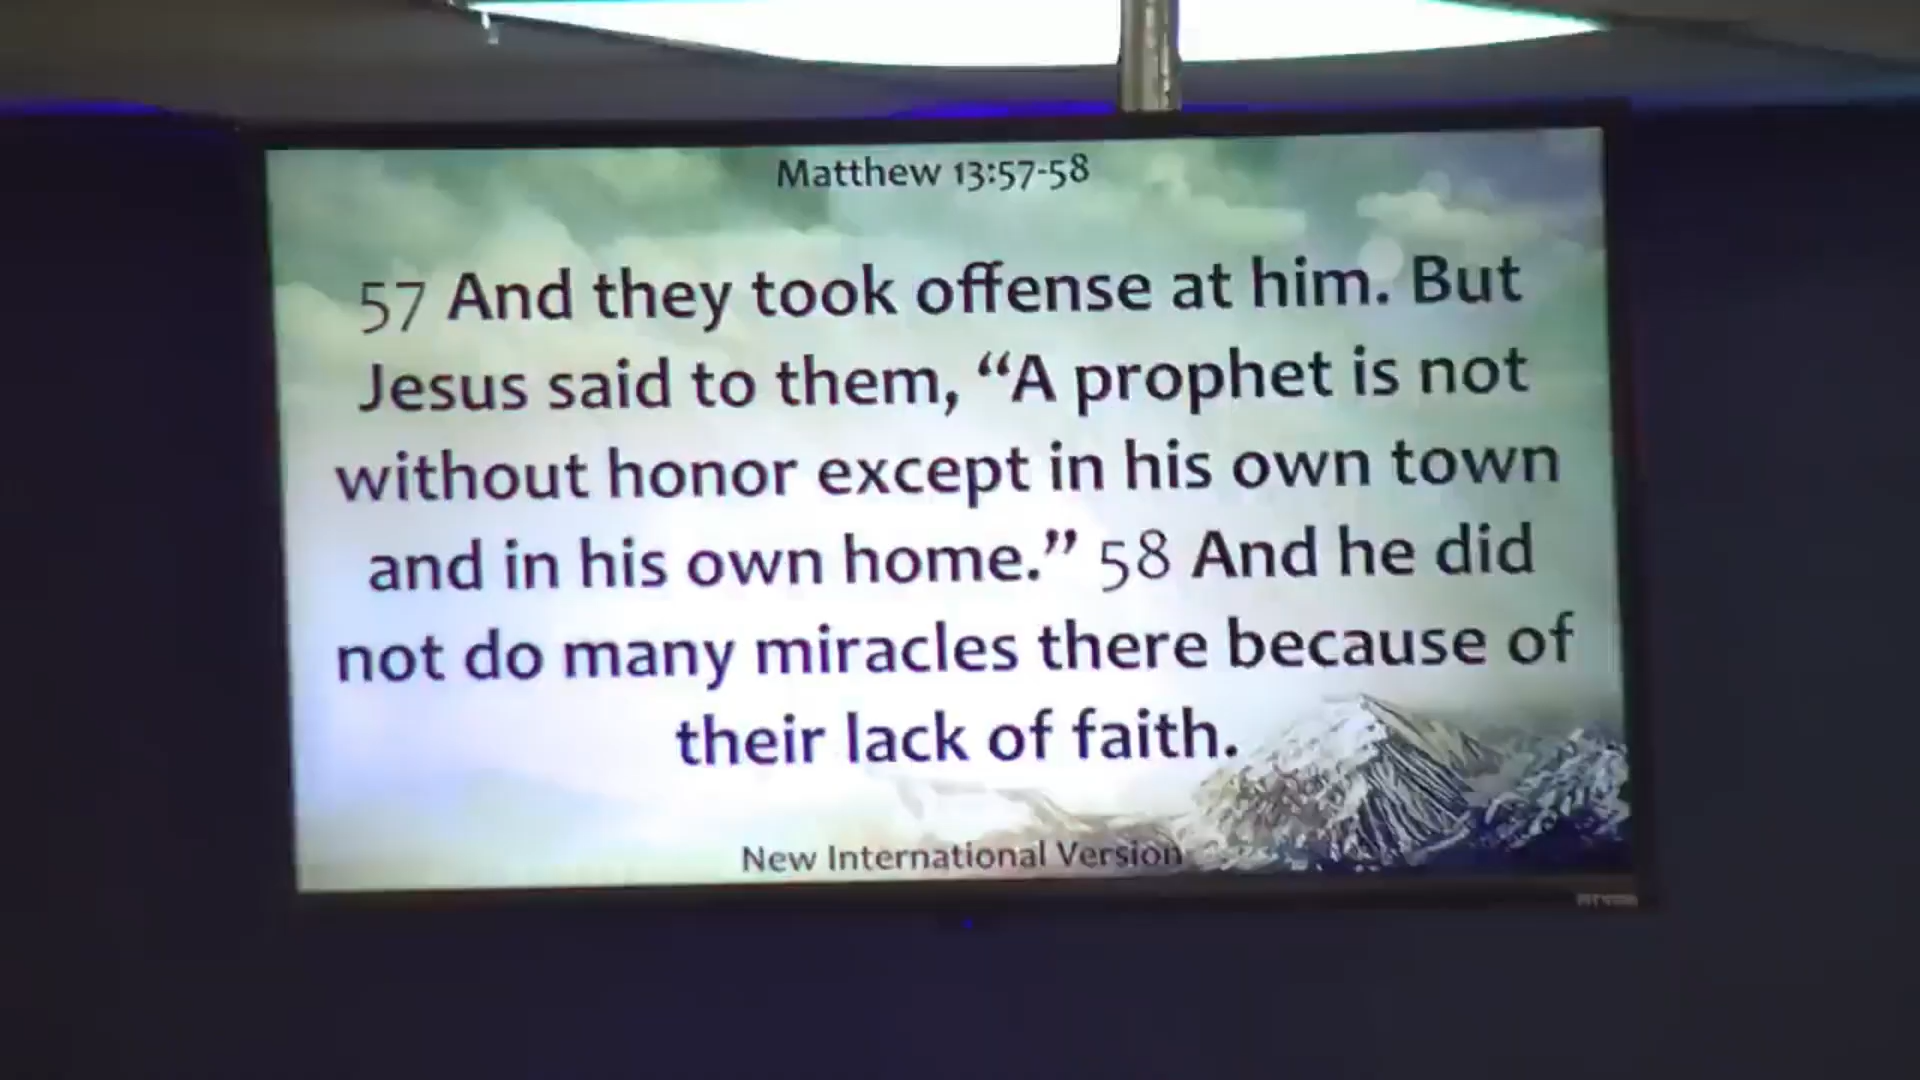 Matthew 13:57-58
57 And they took offense at him. But
Jesus said to them, “A prophet is not
without honor except in his own town
and in his own home.” 58 And he did
not do many miracles there because of
their lack of faith.
New International Version